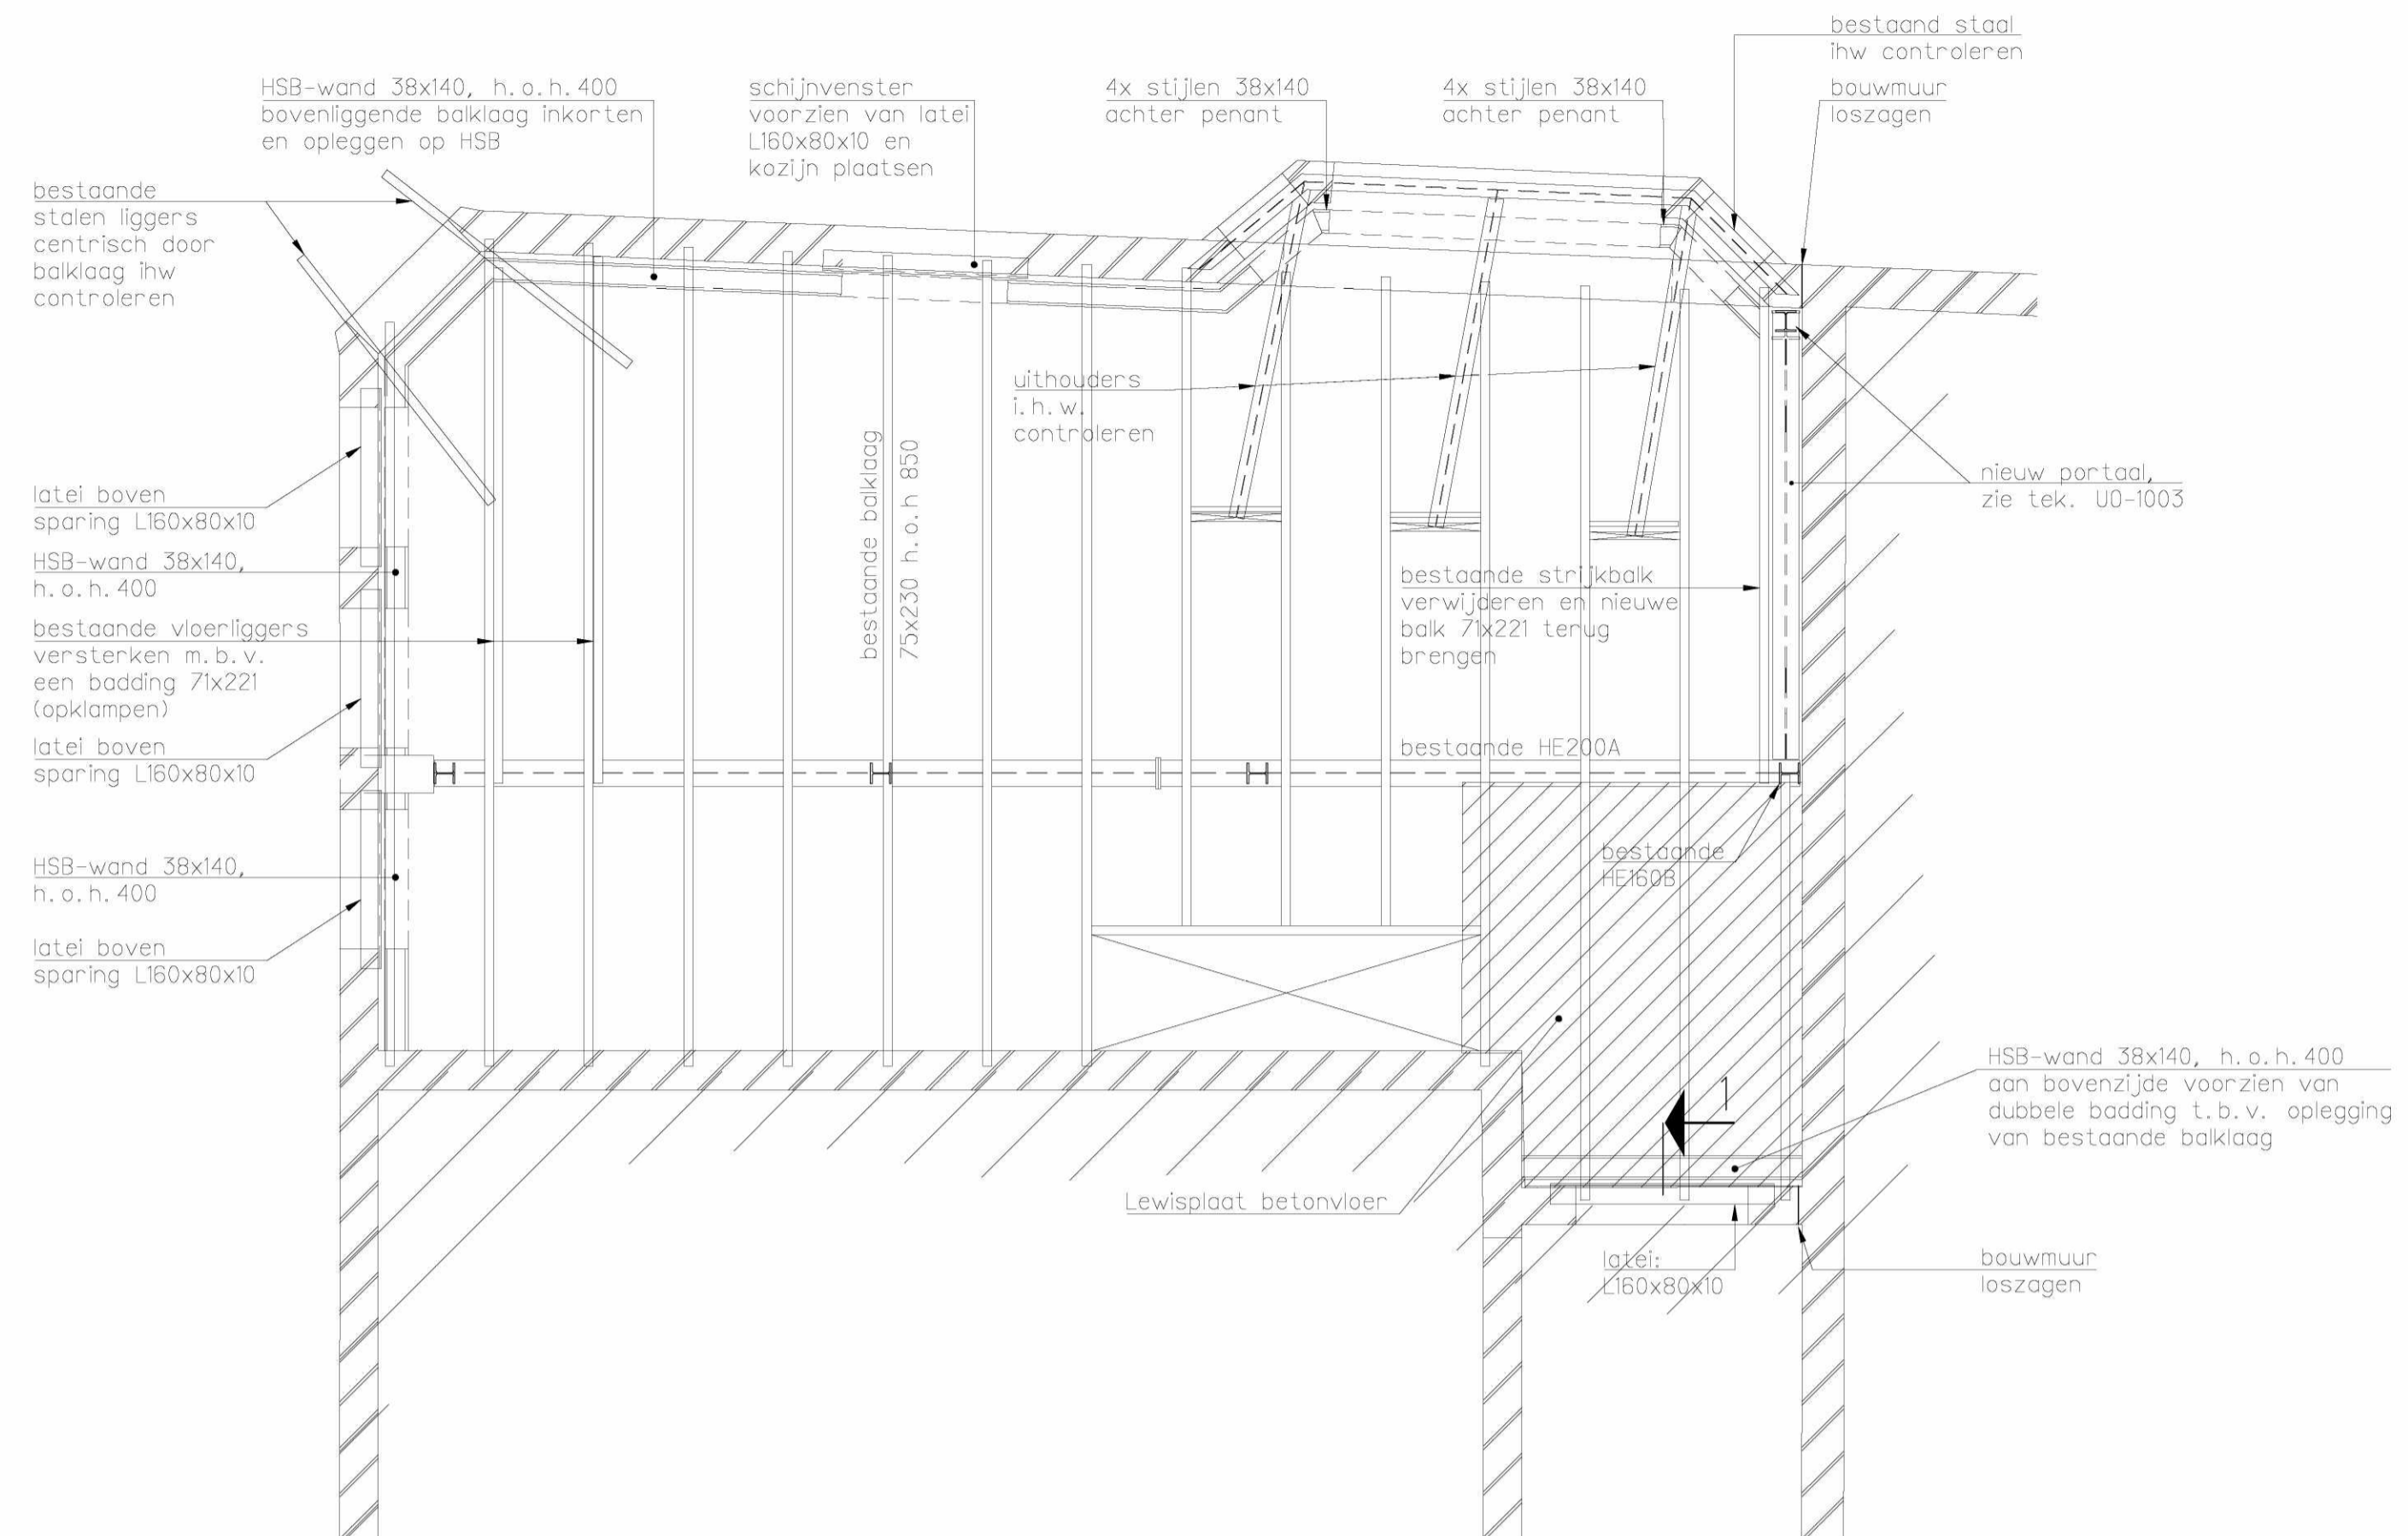 bestaand staal
ihw controleren
HSB-wand 38x140, h.o.h.400
bovenliggende balklaag inkorten
en opleggen op HSB
schijnvenster
voorzien van latei
L160x80x10 en
kozijn plaatsen
4x stijlen 38x140
achter penant
4x stijlen 38x140
achter penant
bouwmuur
loszagen
bestaande
stalen liggers
centrisch door
balklaag ihw
controleren
uithouders
i.h.w.
controleren
bestaande balklaag
75x230 h.o.h 850
latei boven
sparing L160x80x10
nieuw portaal,
zie tek. UO-1003
HSB-wand 38x140,
h.o.h.400
bestaande strijkbalk
verwijderen en nieuwe
balk 71x221 terug
brengen
bestaande vloerliggers
versterken m.b.v.
een badding 71x221
(opklampen)
latei boven
sparing L160x80x10
bestaande HE200A
HSB-wand 38x140,
h.o.h.400
bestaande
HE160B
latei boven
sparing L160x80x10
HSB-wand 38x140, h.o.h.400
aan bovenzijde voorzien van
dubbele badding t.b.v. oplegging
van bestaande balklaag
1
Lewisplaat betonvloer
latei:
L160x80x10
bouwmuur
loszagen